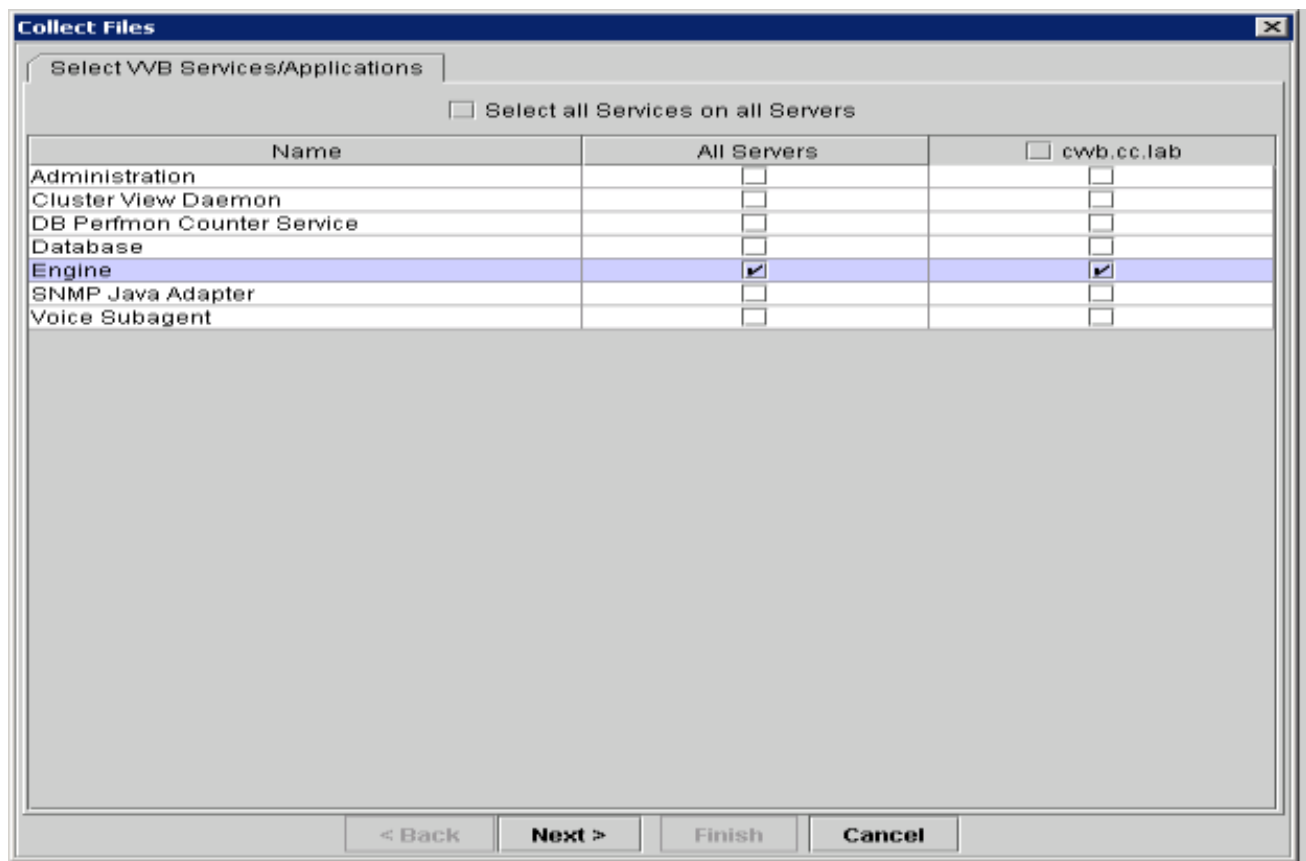 Collect Files
Select VVB Services/Applications
Select all Services on all Servers
Name All Servers cvvb.cc.lab
Administration
Cluster View Daemon
DB Perfmon Counter Service
Database
Engine
SNMP Java Adapter
Voice Subagent
< Back Next > Finish Cancel